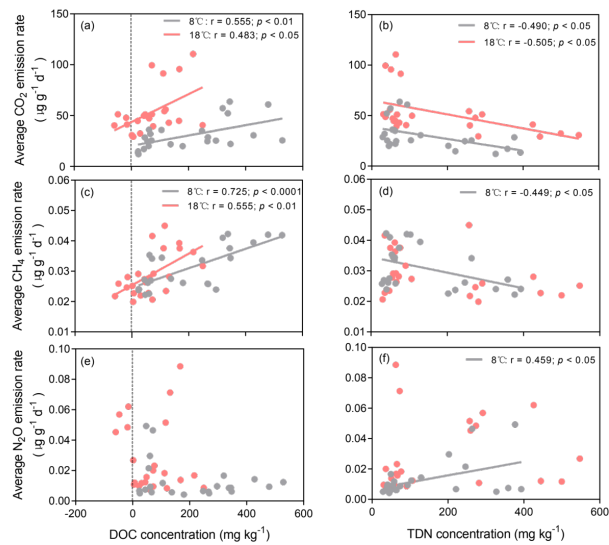 (a)
8℃: r = 0.555; p < 0.01
18℃: r = 0.483; p < 0.05
Average CO2 emission rate
( μg g-1 d-1 )
150
100
50
0
(b)
8℃: r = -0.490; p < 0.05
18℃: r = -0.505; p < 0.05
150
100
50
0
(c)
8℃: r = 0.725; p < 0.0001
18℃: r = 0.555; p < 0.01
Average CH4 emission rate
( μg g-1 d-1 )
0.06
0.05
0.04
0.03
0.02
0.01
(d)
8℃: r = -0.449; p < 0.05
0.06
0.05
0.04
0.03
0.02
0.01
(e)
Average N2O emission rate
( μg g-1 d-1 )
0.10
0.08
0.06
0.04
0.02
0.00
-200 0 200 400 600
DOC concentration (mg kg-1)
(f)
8℃: r = 0.459; p < 0.05
0.10
0.08
0.06
0.04
0.02
0.00
0 200 400 600
TDN concentration (mg kg-1)